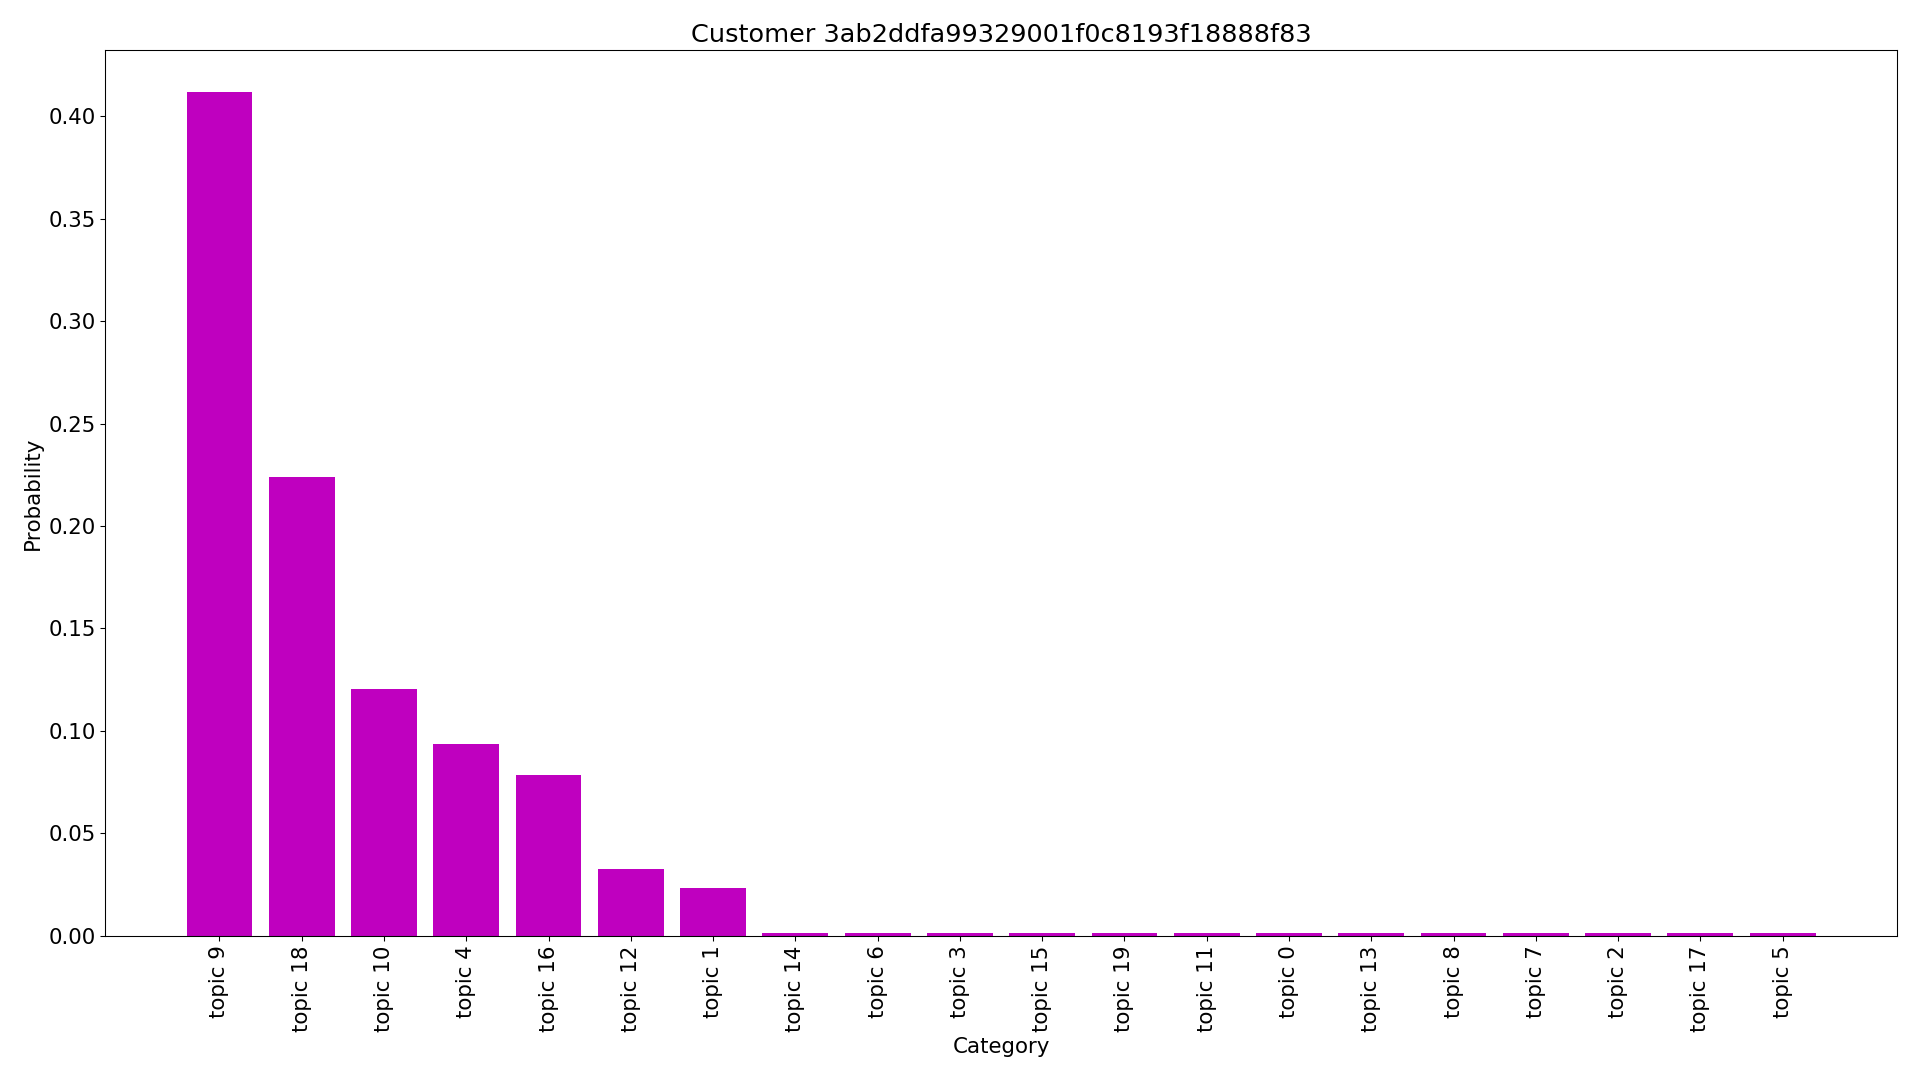 Customer 3ab2ddfa99329001f0c8193f18888f83
0.40
0.35
0.30
0.25
0.20
0.15
0.10
0.05
0.00
Probability
topic 9
topic 18
topic 10
topic 4
topic 16
topic 12
topic 1
topic 14
topic 6
topic 3
topic 15
topic 19
topic 11
topic 0
topic 13
topic 8
topic 7
topic 2
topic 17
topic 5
Category